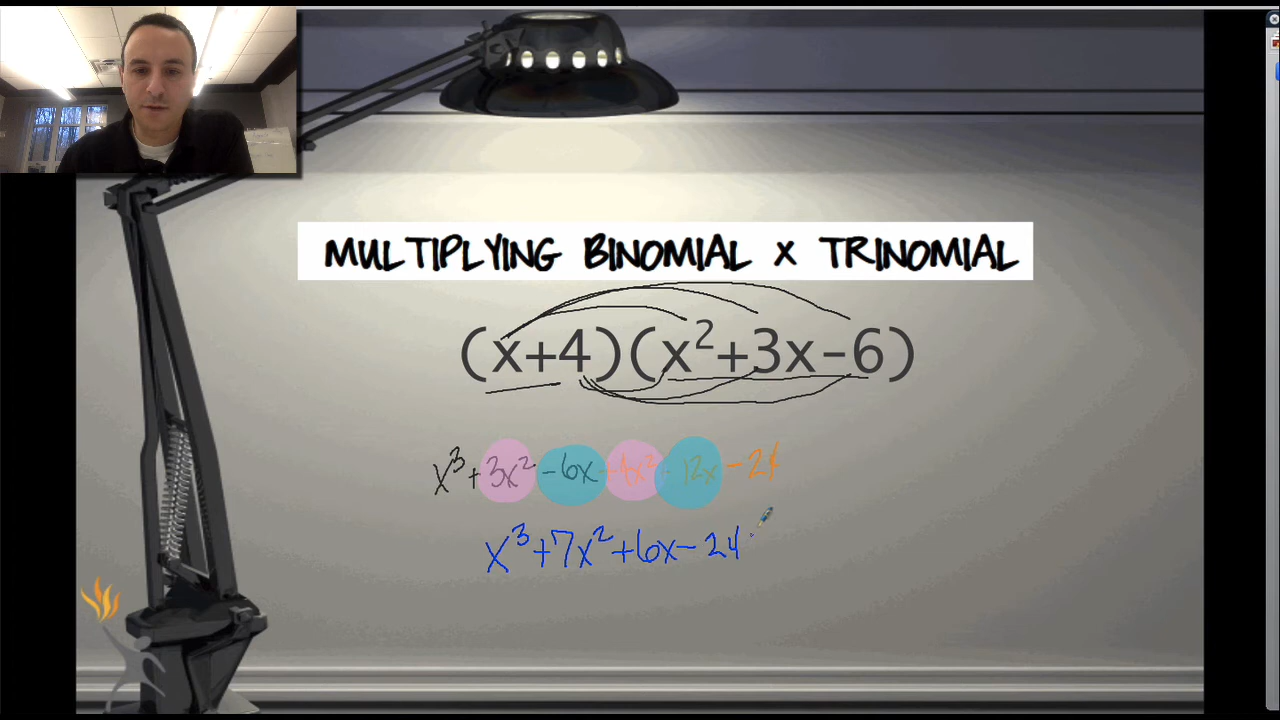 MULTIPLYING BINOMIAL X TRINOMIAL
(x+4)(x²+3x-6)
x³+3x²-6x+4x²+12x-24
x³+7x²+6x-24